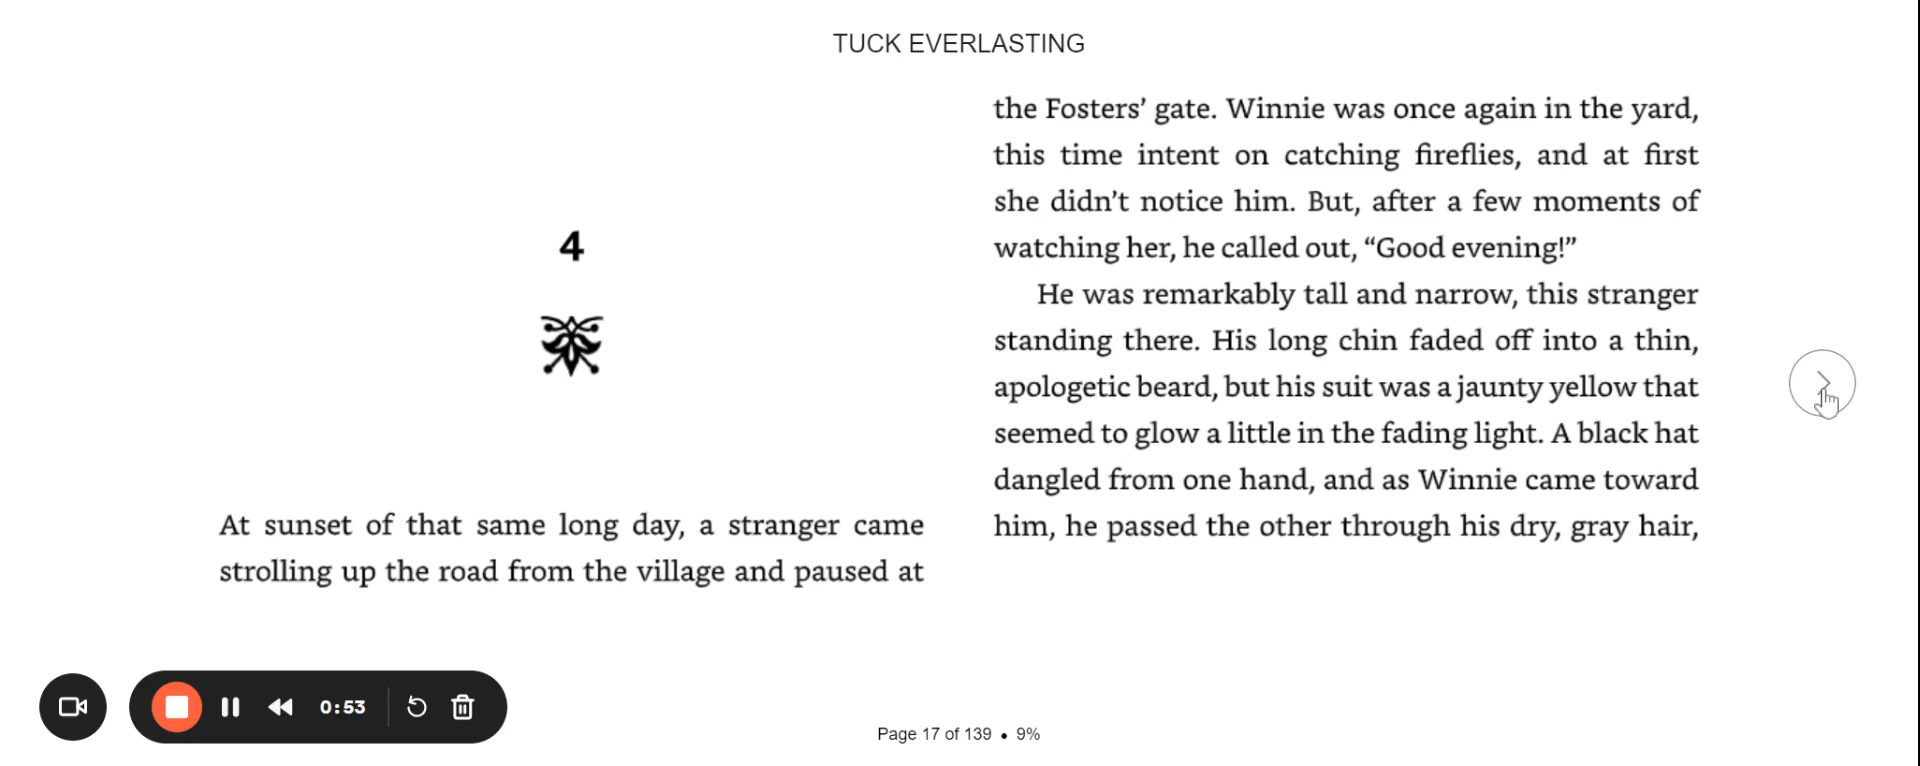 TUCK EVERLASTING
4
At sunset of that same long day, a stranger came
strolling up the road from the village and paused at
the Fosters’ gate. Winnie was once again in the yard,
this time intent on catching fireflies, and at first
she didn’t notice him. But, after a few moments of
watching her, he called out, “Good evening!”
He was remarkably tall and narrow, this stranger
standing there. His long chin faded off into a thin,
apologetic beard, but his suit was a jaunty yellow that
seemed to glow a little in the fading light. A black hat
dangled from one hand, and as Winnie came toward
him, he passed the other through his dry, gray hair,
0:53
Page 17 of 139 • 9%